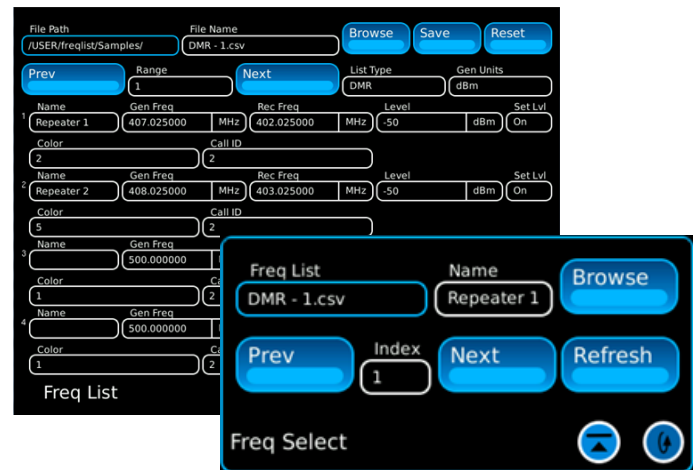 File Path File Name
/USER/freqlist/Samples/ DMR - 1.csv Browse Save Reset
Prev Range Next List Type Gen Units
1 DMR dBm
Name Gen Freq Rec Freq Level Set Lvl
1 Repeater 1 407.025000 MHz 402.025000 MHz -50 dBm On
Color Call ID
2 2
Name Gen Freq Rec Freq Level Set Lvl
2 Repeater 2 408.025000 MHz 403.025000 MHz -50 dBm On
Color Call ID
5 2
Name Gen Freq
3 500.000000
Color
1 2
Name Gen Freq
4 500.000000
Color
1 2
Freq List
Freq List Name Browse
DMR - 1.csv Repeater 1
Prev Index Next Refresh
1
Freq Select